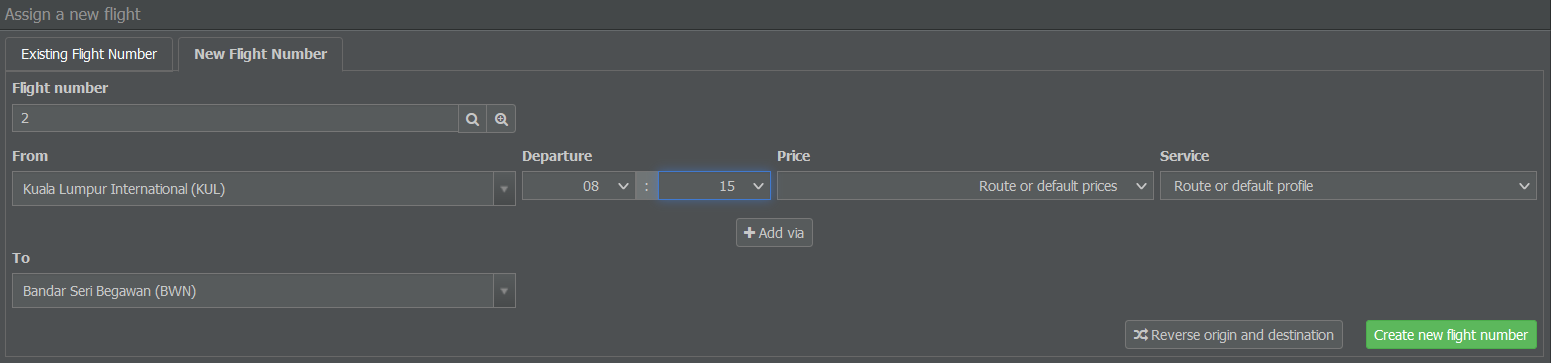 Assign a new flight
Existing Flight Number
New Flight Number
Flight number
2
From
Departure
Price
Service
Kuala Lumpur International (KUL)
08 : 15
Route or default prices
Route or default profile
Add via
To
Bandar Seri Begawan (BWN)
Reverse origin and destination
Create new flight number